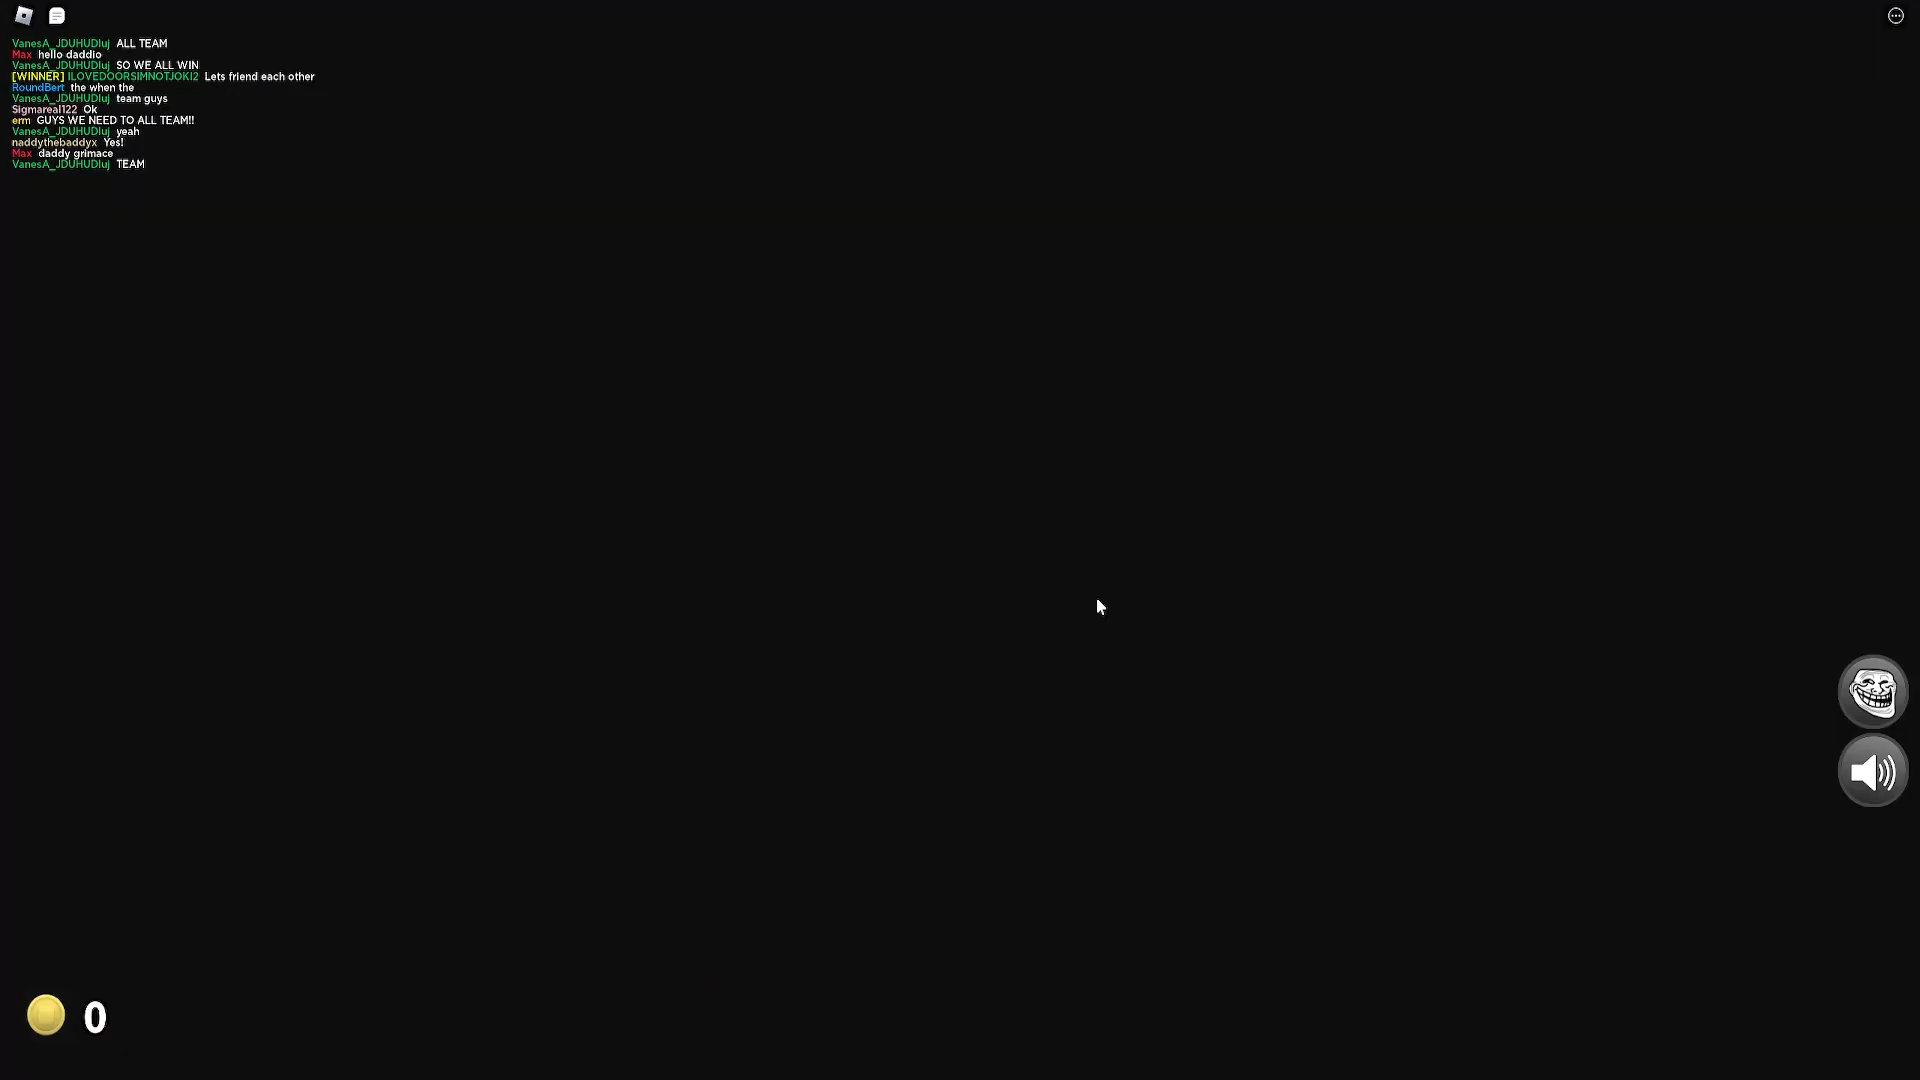 VanesA_JDUHUDIuj ALL TEAM
Max hello daddio
VanesA_JDUHUDIuj SO WE ALL WIN
[WINNER] ILOVEDOORSIMNOTJOKI2 Lets friend each other
RoundBert the when the
VanesA_JDUHUDIuj team guys
Sigmareal122 Ok
erm GUYS WE NEED TO ALL TEAM!!
VanesA_JDUHUDIuj yeah
naddythebaddyx Yes!
Max daddy grimace
VanesA_JDUHUDIuj TEAM
0